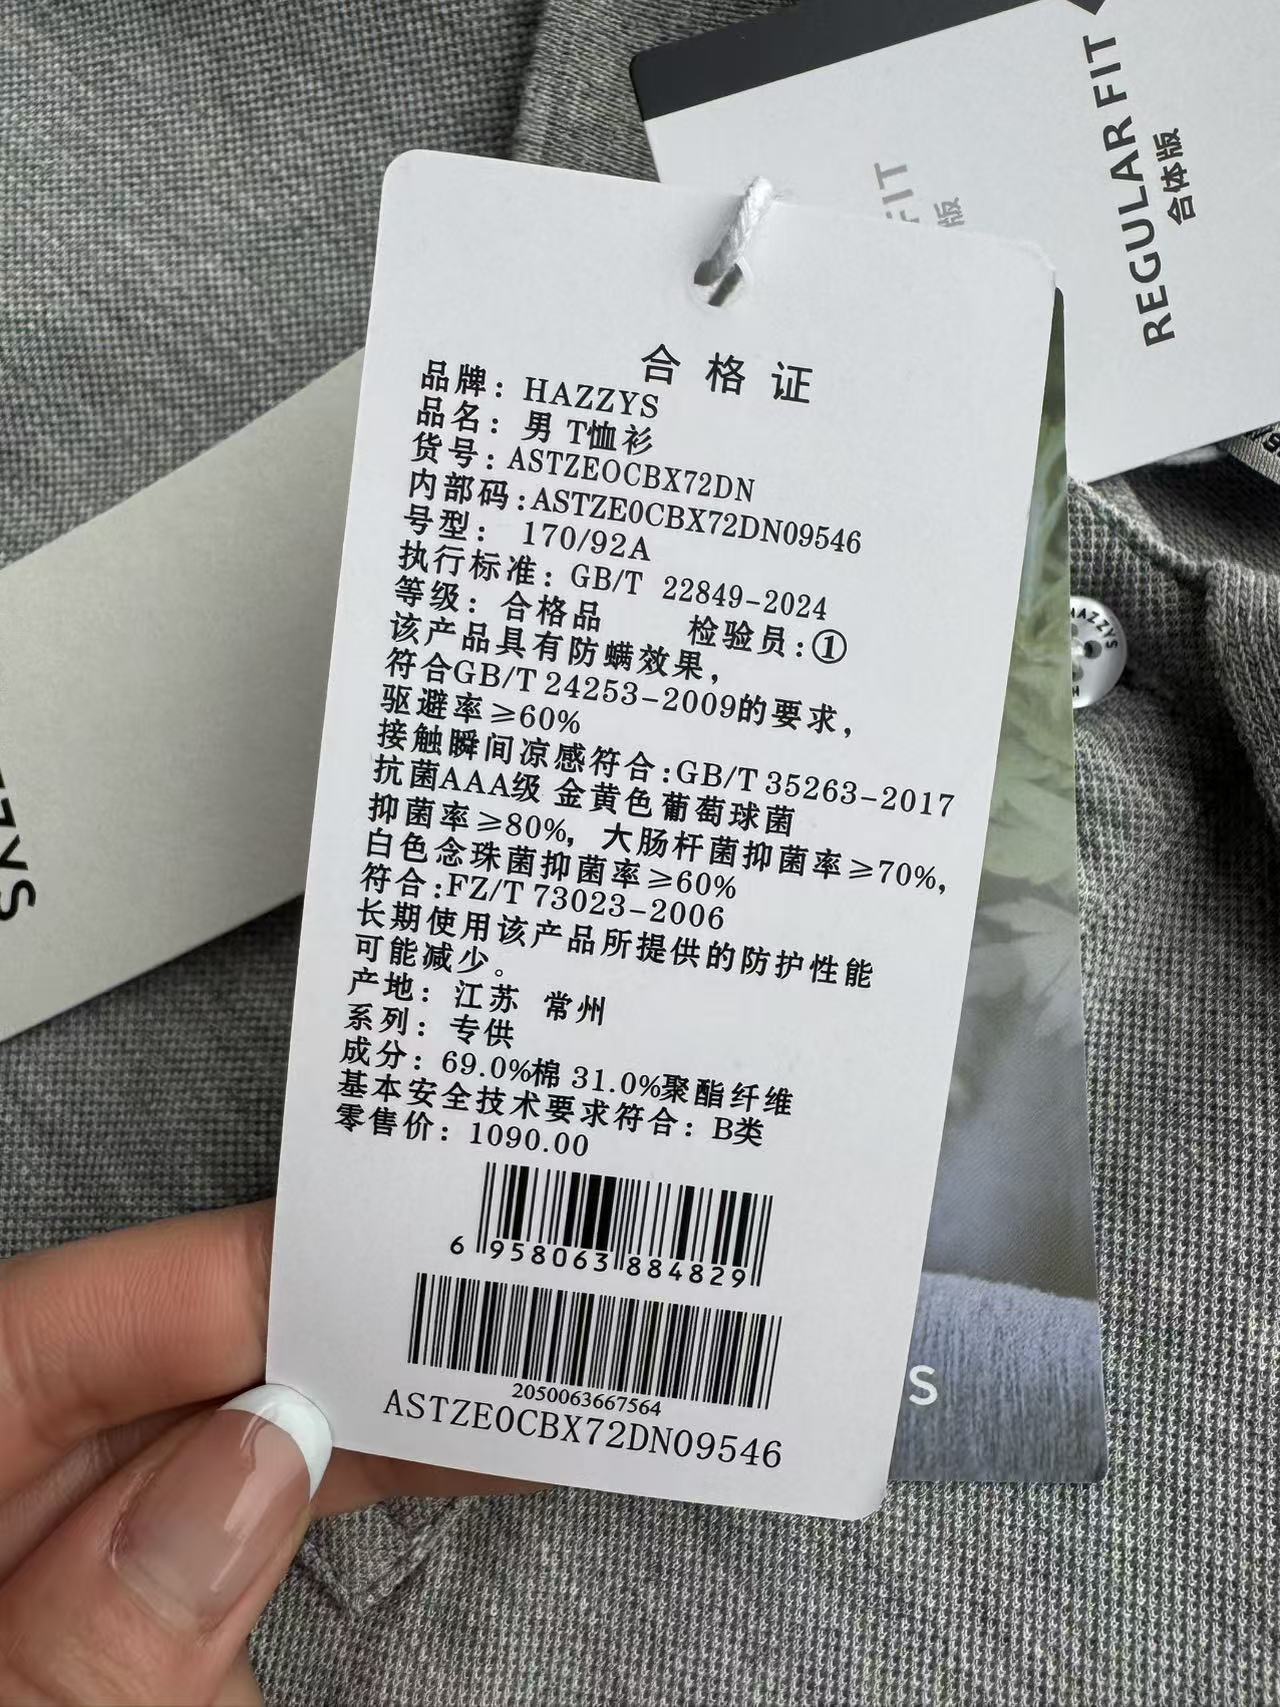 REGULAR FIT
合体版
FIT
版
合格证
品牌：HAZZYS
品名：男 T恤衫
货号：ASTZE0CBX72DN
内部码：ASTZE0CBX72DN09546
号型： 170/92A
执行标准：GB/T 22849-2024
等级：合格品 检验员：①
该产品具有防螨效果，
符合GB/T 24253-2009的要求，
驱避率≥60%
接触瞬间凉感符合：GB/T 35263-2017
抗菌AAA级 金黄色葡萄球菌
抑菌率≥80%，大肠杆菌抑菌率≥70%，
白色念珠菌抑菌率≥60%
符合：FZ/T 73023-2006
长期使用该产品所提供的防护性能
可能减少。
产地：江苏 常州
系列：专供
成分：69.0%棉 31.0%聚酯纤维
基本安全技术要求符合：B类
零售价：1090.00
6 958063 884829
2050063667564
ASTZE0CBX72DN09546
HAZZYS
S